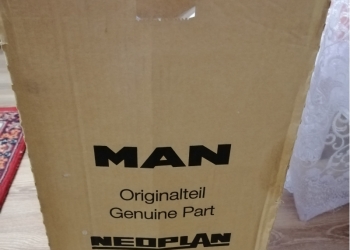 MAN
Originalteil
Genuine Part
NEOPLAN